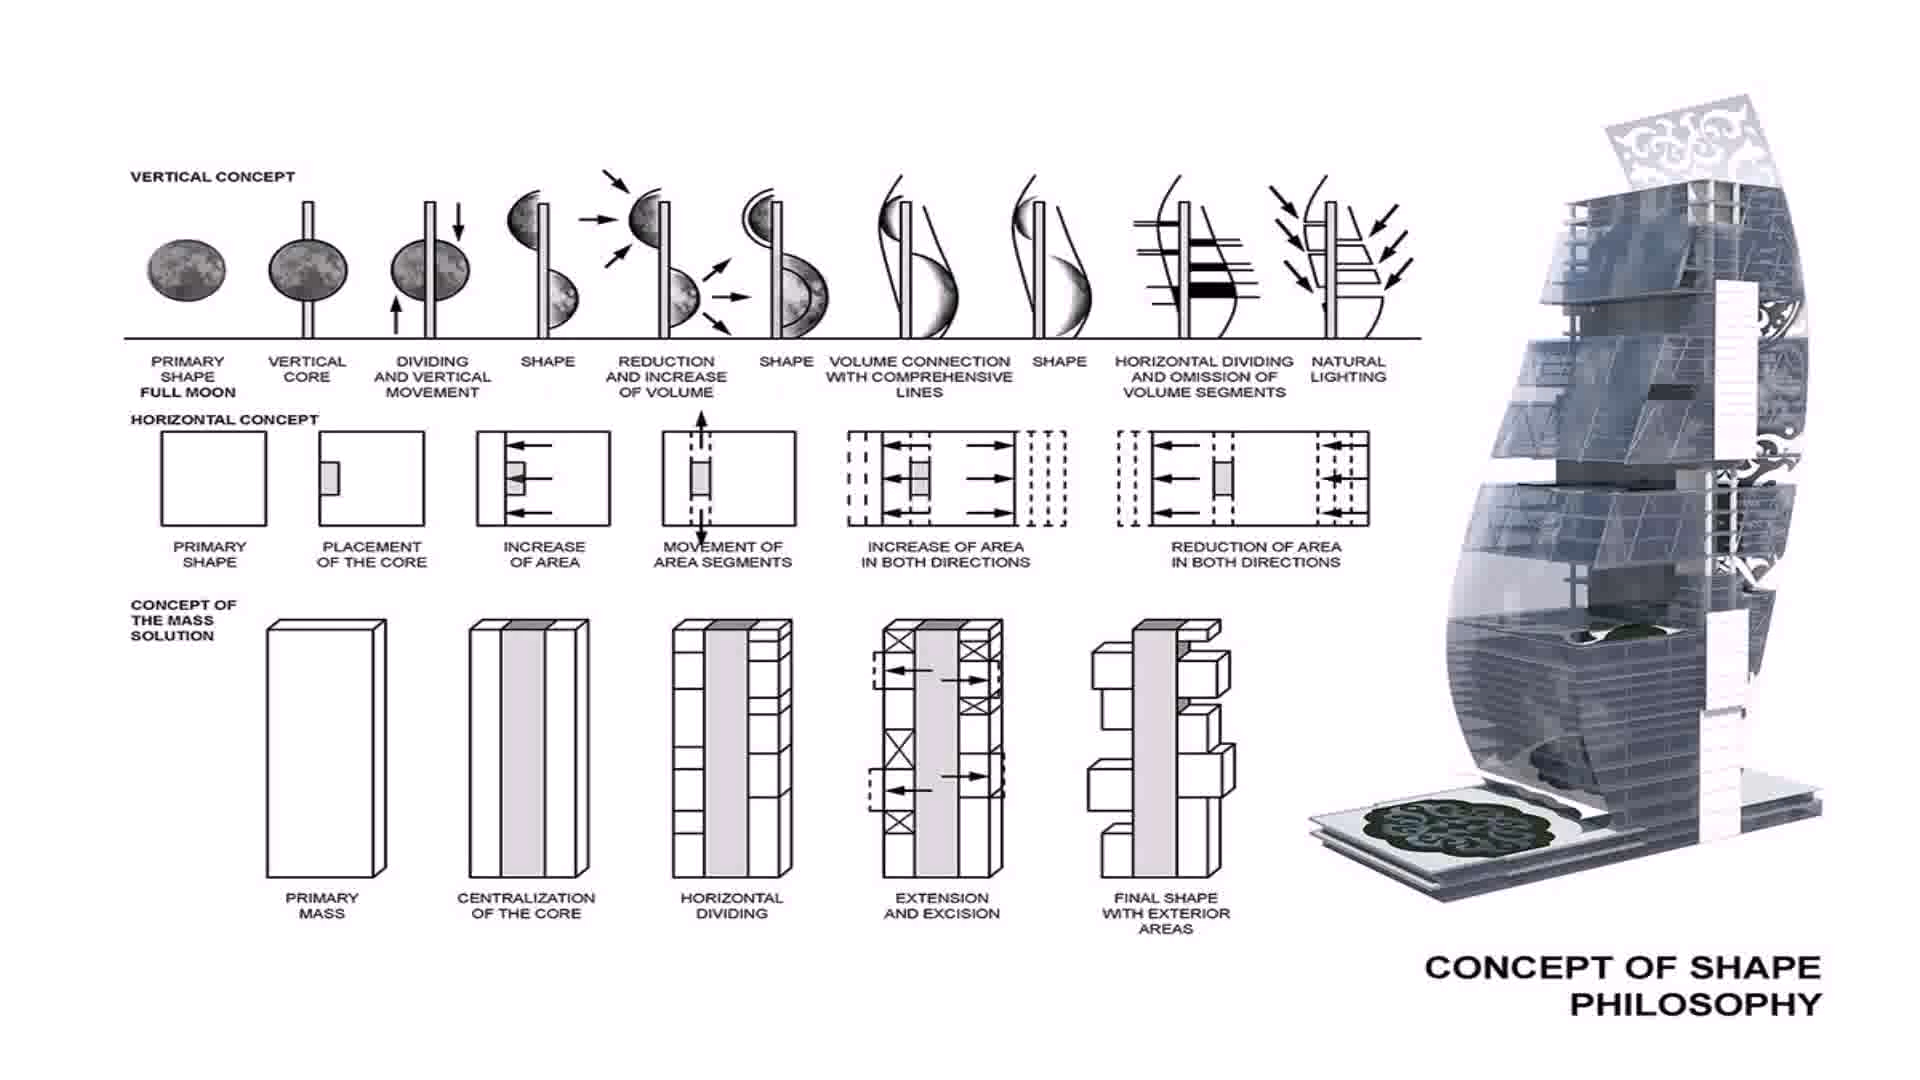 VERTICAL CONCEPT
PRIMARY
SHAPE
FULL MOON
VERTICAL
CORE
DIVIDING
AND VERTICAL
MOVEMENT
SHAPE
REDUCTION
AND INCREASE
OF VOLUME
SHAPE
VOLUME CONNECTION
WITH COMPREHENSIVE
LINES
SHAPE
HORIZONTAL DIVIDING
AND OMISSION OF
VOLUME SEGMENTS
NATURAL
LIGHTING
HORIZONTAL CONCEPT
PRIMARY
SHAPE
PLACEMENT
OF THE CORE
INCREASE
OF AREA
MOVEMENT OF
AREA SEGMENTS
INCREASE OF AREA
IN BOTH DIRECTIONS
REDUCTION OF AREA
IN BOTH DIRECTIONS
CONCEPT OF
THE MASS
SOLUTION
PRIMARY
MASS
CENTRALIZATION
OF THE CORE
HORIZONTAL
DIVIDING
EXTENSION
AND EXCISION
FINAL SHAPE
WITH EXTERIOR
AREAS
CONCEPT OF SHAPE
PHILOSOPHY